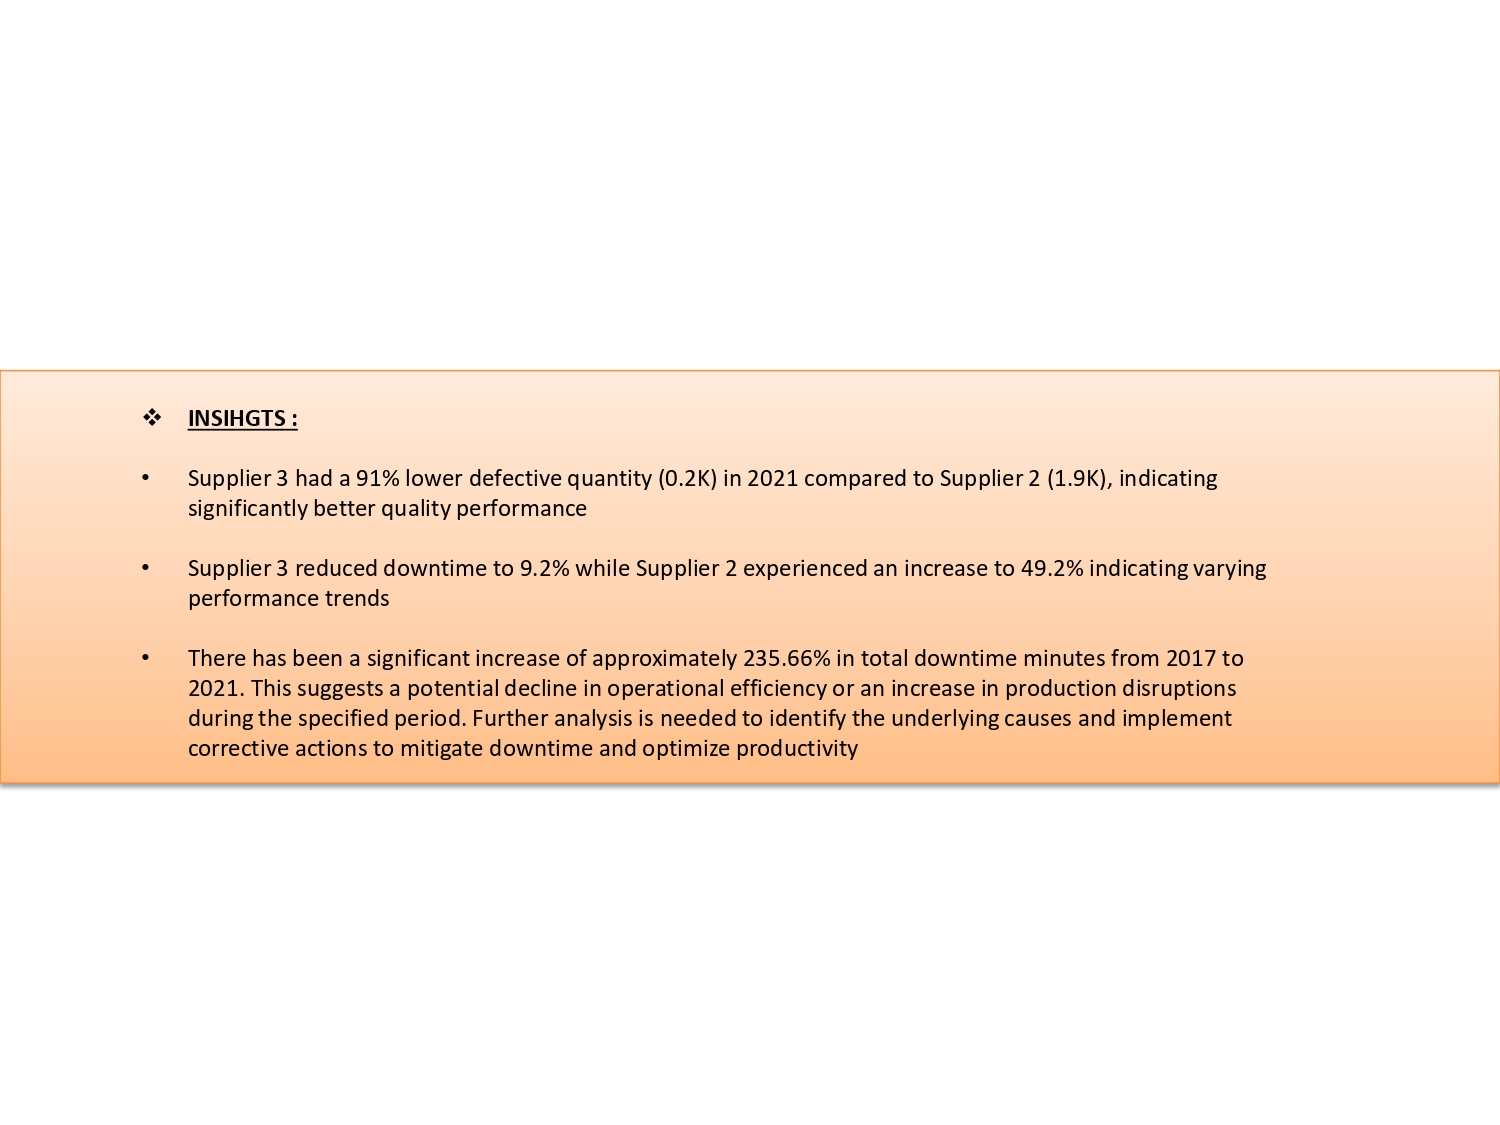 ❖ INSIHGTS :
• Supplier 3 had a 91% lower defective quantity (0.2K) in 2021 compared to Supplier 2 (1.9K), indicating
significantly better quality performance
• Supplier 3 reduced downtime to 9.2% while Supplier 2 experienced an increase to 49.2% indicating varying
performance trends
• There has been a significant increase of approximately 235.66% in total downtime minutes from 2017 to
2021. This suggests a potential decline in operational efficiency or an increase in production disruptions
during the specified period. Further analysis is needed to identify the underlying causes and implement
corrective actions to mitigate downtime and optimize productivity